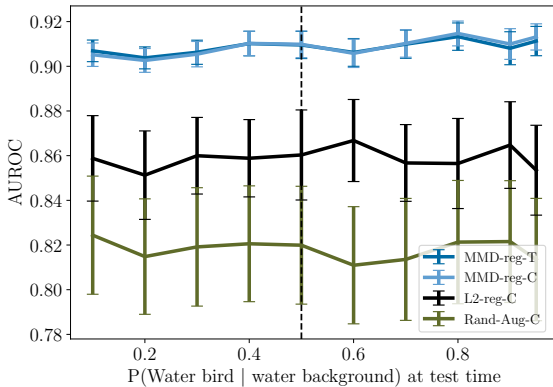 0.92
0.90
0.88
0.86
0.84
0.82
0.80
0.78
AUROC
MMD-reg-T
MMD-reg-C
L2-reg-C
Rand-Aug-C
0.2 0.4 0.6 0.8
P(Water bird | water background) at test time